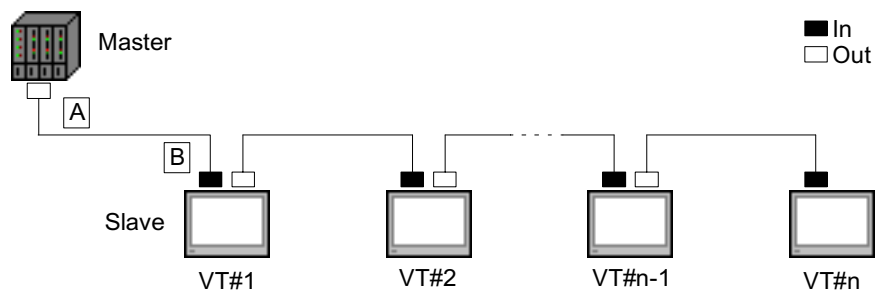 Master
In
Out
A
B
Slave
VT#1
VT#2
VT#n-1
VT#n